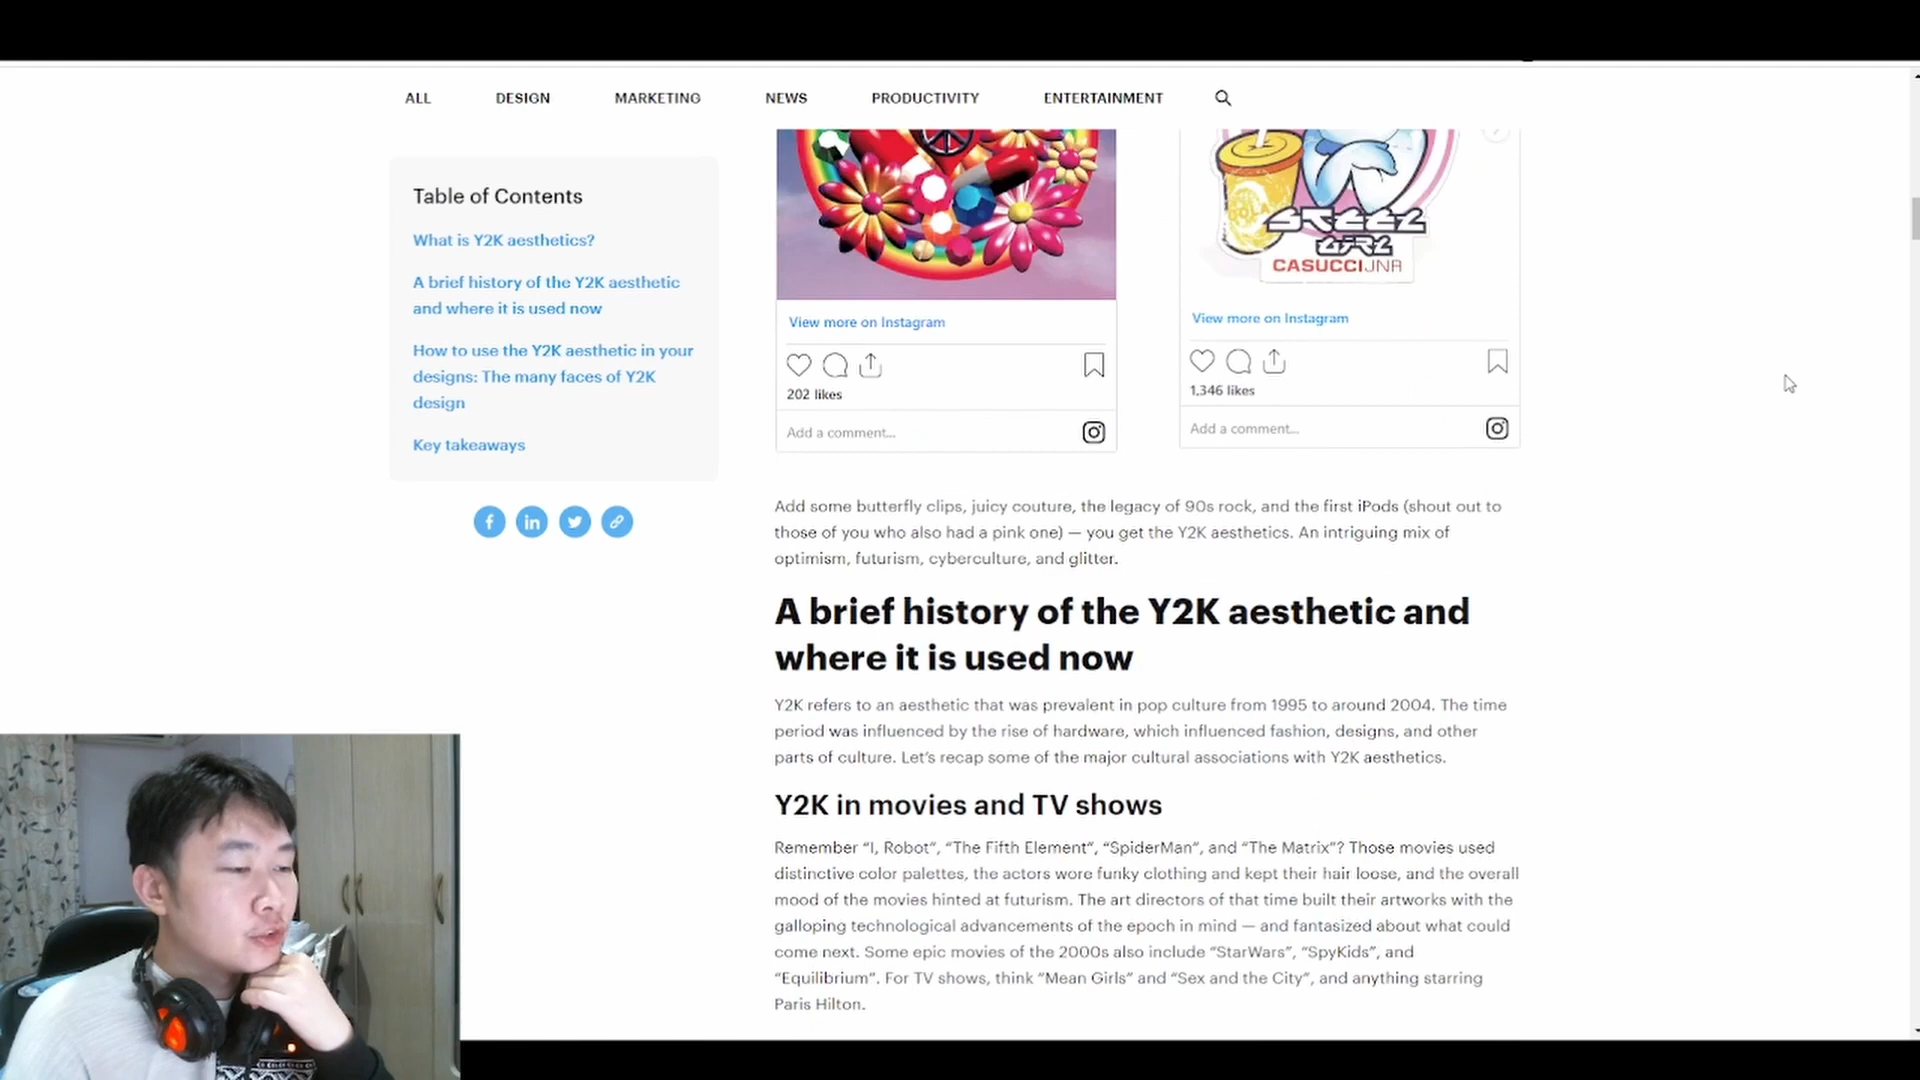 ALL DESIGN MARKETING NEWS PRODUCTIVITY ENTERTAINMENT
Table of Contents
What is Y2K aesthetics?
A brief history of the Y2K aesthetic
and where it is used now
How to use the Y2K aesthetic in your
designs: The many faces of Y2K
design
Key takeaways
View more on Instagram
202 likes
Add a comment...
CASUCCIJNR
View more on Instagram
1,346 likes
Add a comment...
Add some butterfly clips, juicy couture, the legacy of 90s rock, and the first iPods (shout out to
those of you who also had a pink one) — you get the Y2K aesthetics. An intriguing mix of
optimism, futurism, cyberculture, and glitter.
A brief history of the Y2K aesthetic and
where it is used now
Y2K refers to an aesthetic that was prevalent in pop culture from 1995 to around 2004. The time
period was influenced by the rise of hardware, which influenced fashion, designs, and other
parts of culture. Let’s recap some of the major cultural associations with Y2K aesthetics.
Y2K in movies and TV shows
Remember “I, Robot”, “The Fifth Element”, “SpiderMan”, and “The Matrix”? Those movies used
distinctive color palettes, the actors wore funky clothing and kept their hair loose, and the overall
mood of the movies hinted at futurism. The art directors of that time built their artworks with the
galloping technological advancements of the epoch in mind — and fantasized about what could
come next. Some epic movies of the 2000s also include “StarWars”, “SpyKids”, and
“Equilibrium”. For TV shows, think “Mean Girls” and “Sex and the City”, and anything starring
Paris Hilton.